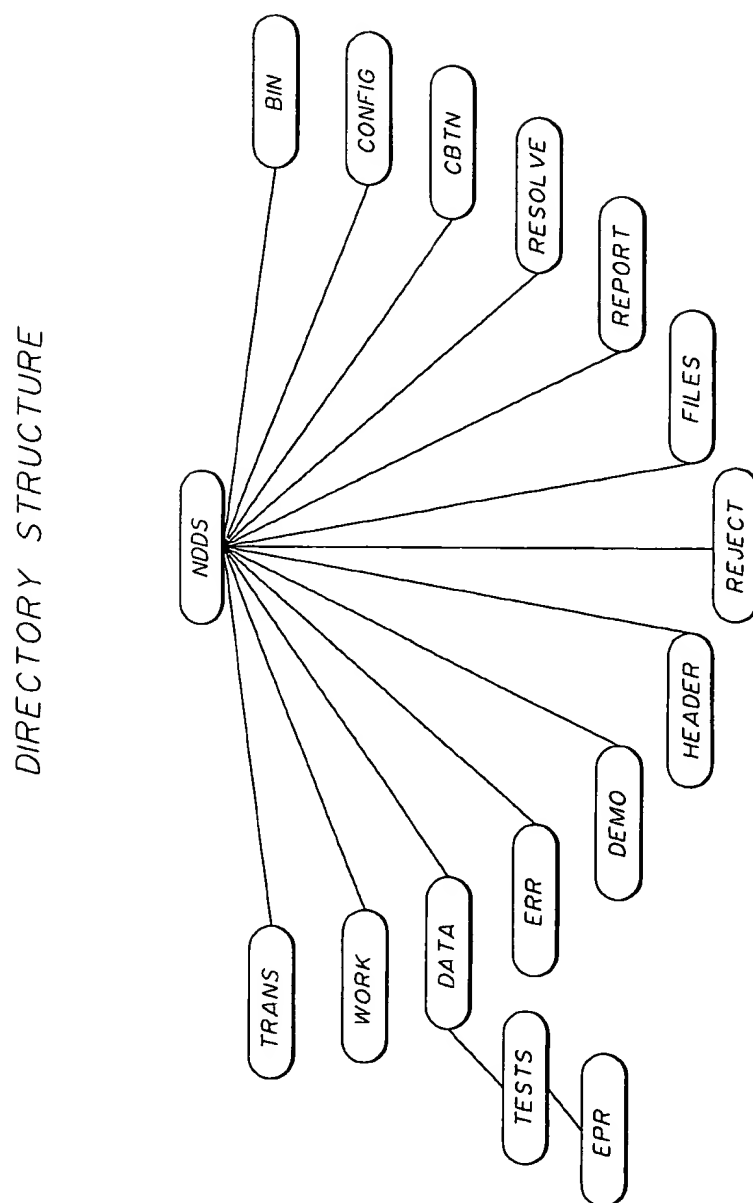 DIRECTORY STRUCTURE
NDDS
TRANS
BIN
WORK
CONFIG
DATA
CBTN
TESTS
ERR
RESOLVE
EPR
DEMO
REPORT
HEADER
FILES
REJECT